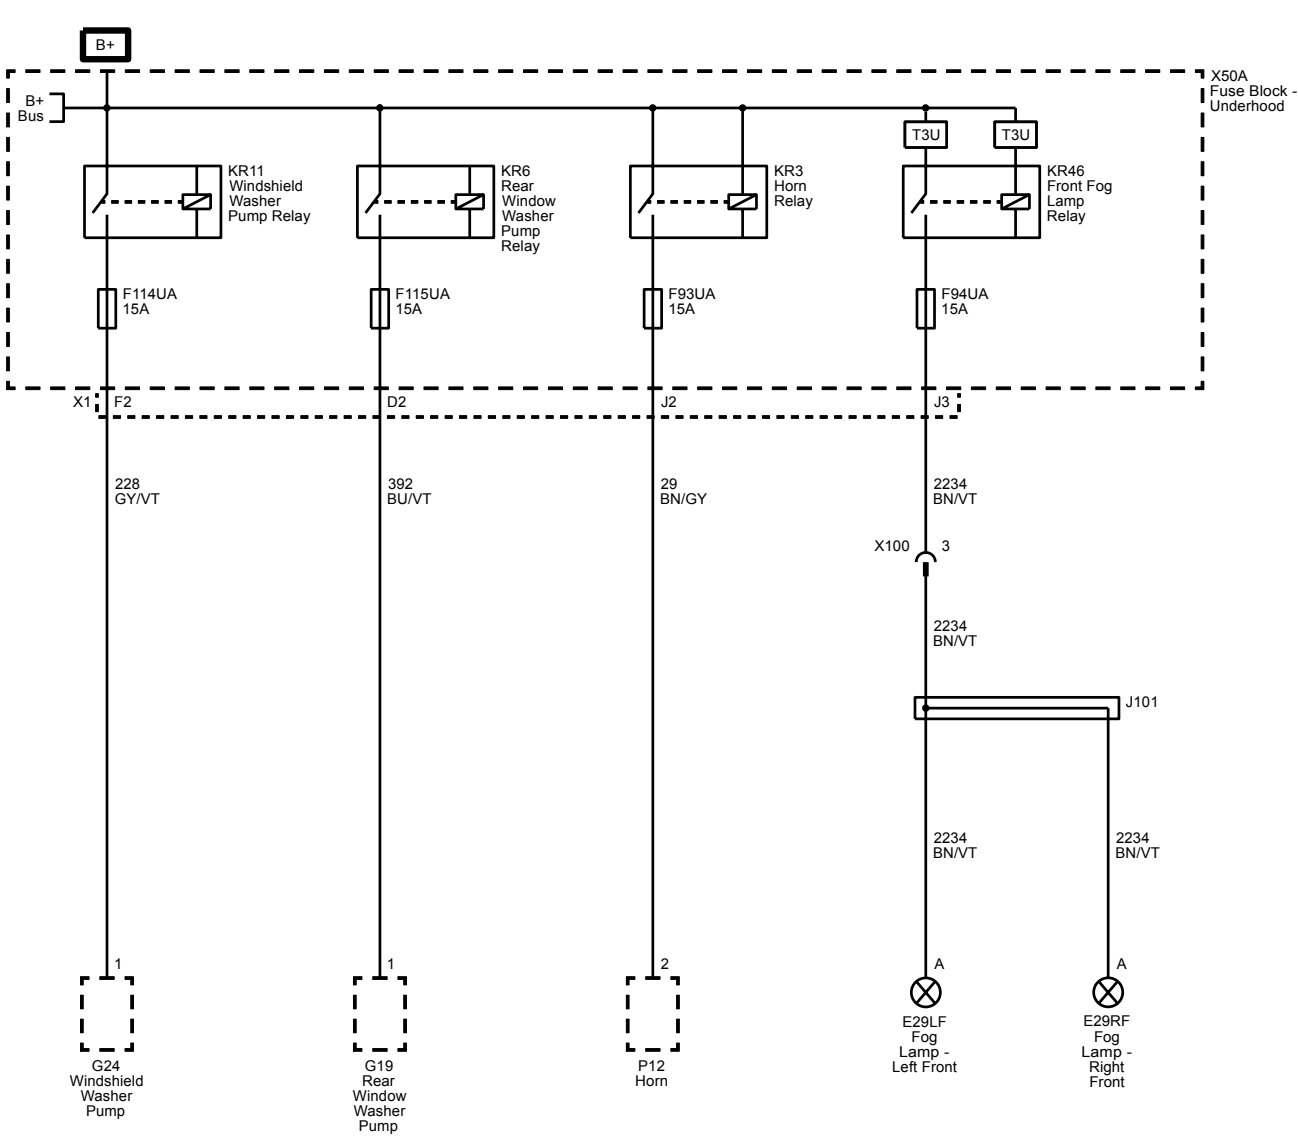 B+
X50A
Fuse Block -
Underhood
B+
Bus
T3U
T3U
KR11
Windshield
Washer
Pump Relay
KR6
Rear
Window
Washer
Pump
Relay
KR3
Horn
Relay
KR46
Front Fog
Lamp
Relay
F114UA
15A
F115UA
15A
F93UA
15A
F94UA
15A
X1
F2
D2
J2
J3
228
GY/VT
392
BU/VT
29
BN/GY
2234
BN/VT
X100
3
2234
BN/VT
J101
2234
BN/VT
2234
BN/VT
1
1
2
A
A
G24
Windshield
Washer
Pump
G19
Rear
Window
Washer
Pump
P12
Horn
E29LF
Fog
Lamp -
Left Front
E29RF
Fog
Lamp -
Right
Front